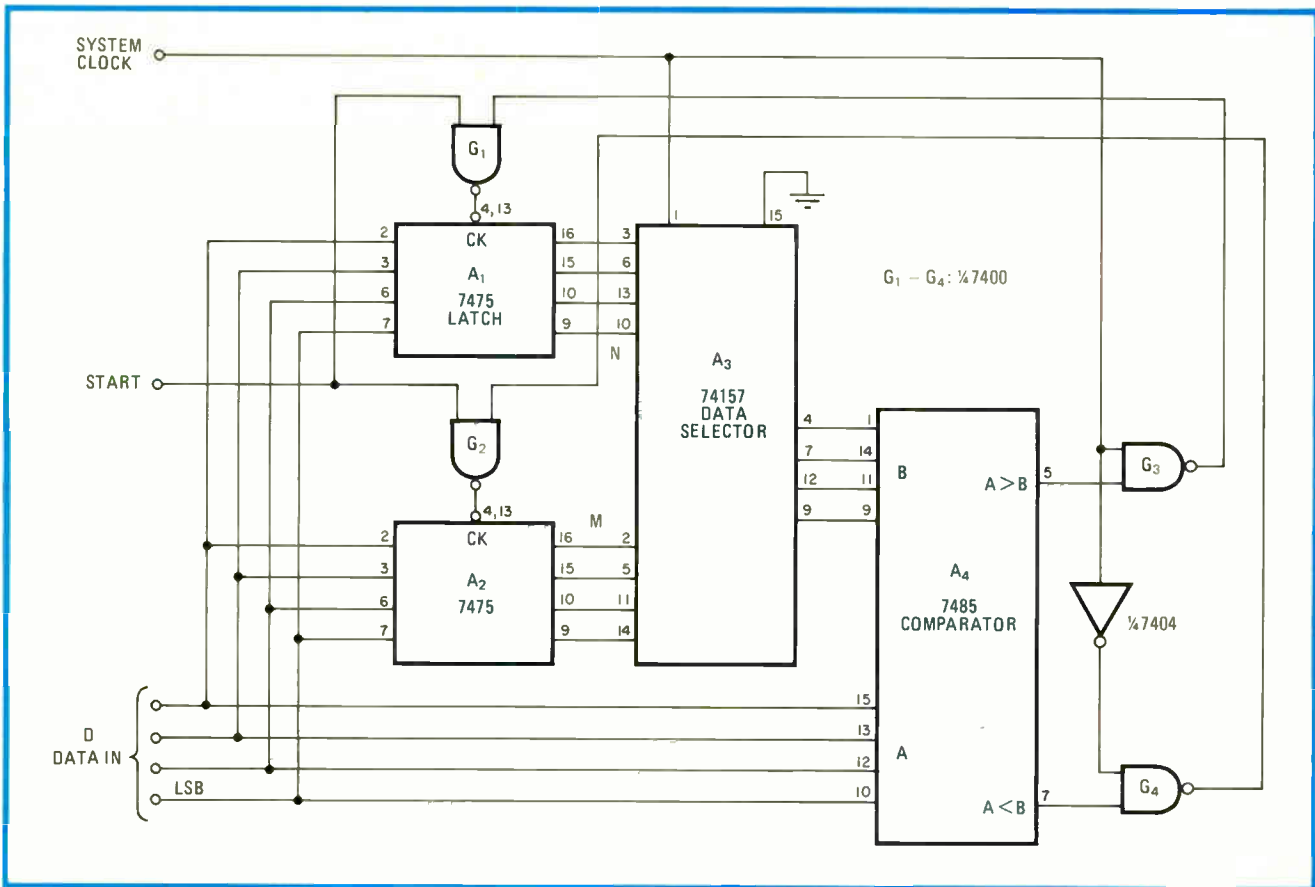 SYSTEM
CLOCK
G1
4, 13
CK
2
3
6
7
A1
7475
LATCH
16
15
10
9
3
6
13
10
N
1
15
G1 – G4: ¼7400
START
G2
4, 13
CK
2
3
6
7
A2
7475
16
15
10
9
M
2
5
11
14
A3
74157
DATA
SELECTOR
4
7
12
9
1
14
11
9
B
A>B
5
G3
A4
7485
COMPARATOR
¼7404
15
13
12
10
A
A<B
7
G4
D
DATA IN
LSB